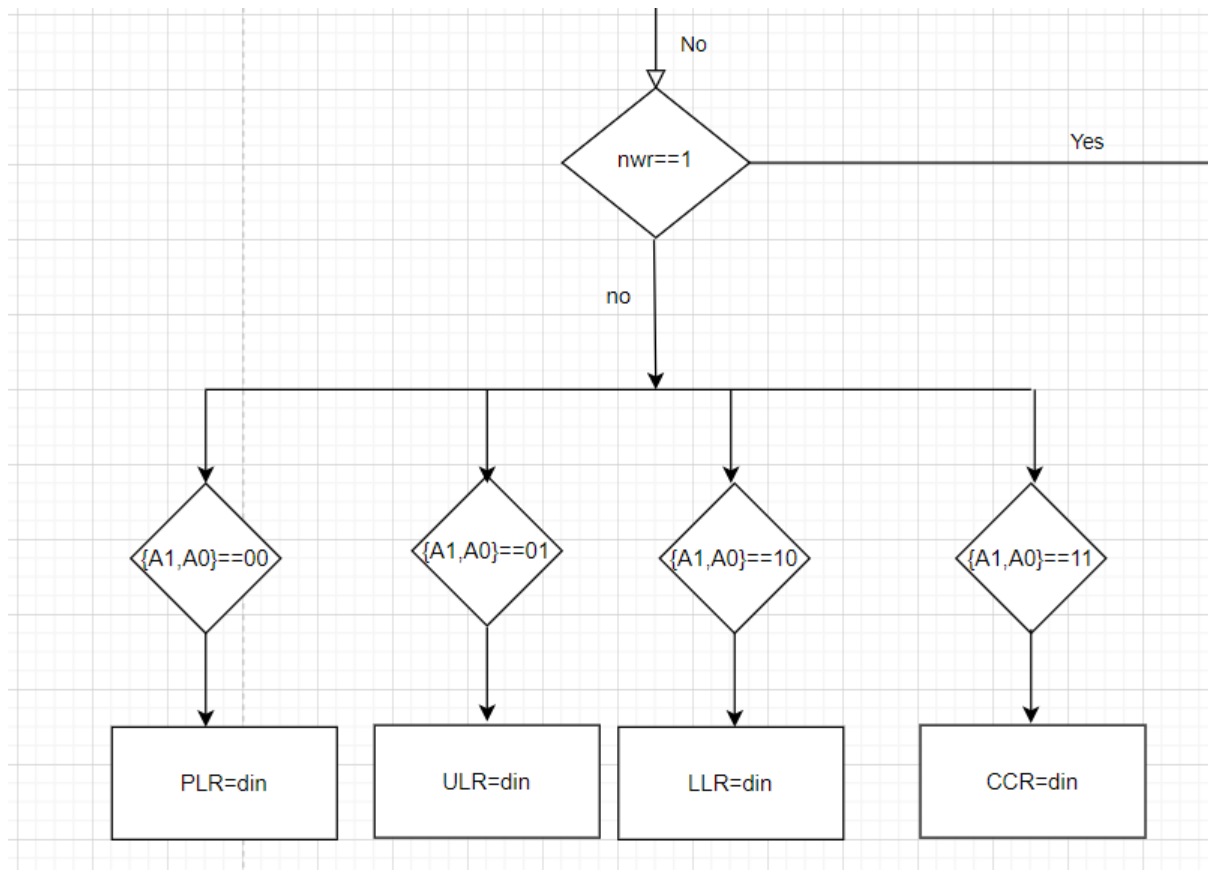 No
nwr==1
Yes
no
{A1,A0}==00
{A1,A0}==01
{A1,A0}==10
{A1,A0}==11
PLR=din
ULR=din
LLR=din
CCR=din